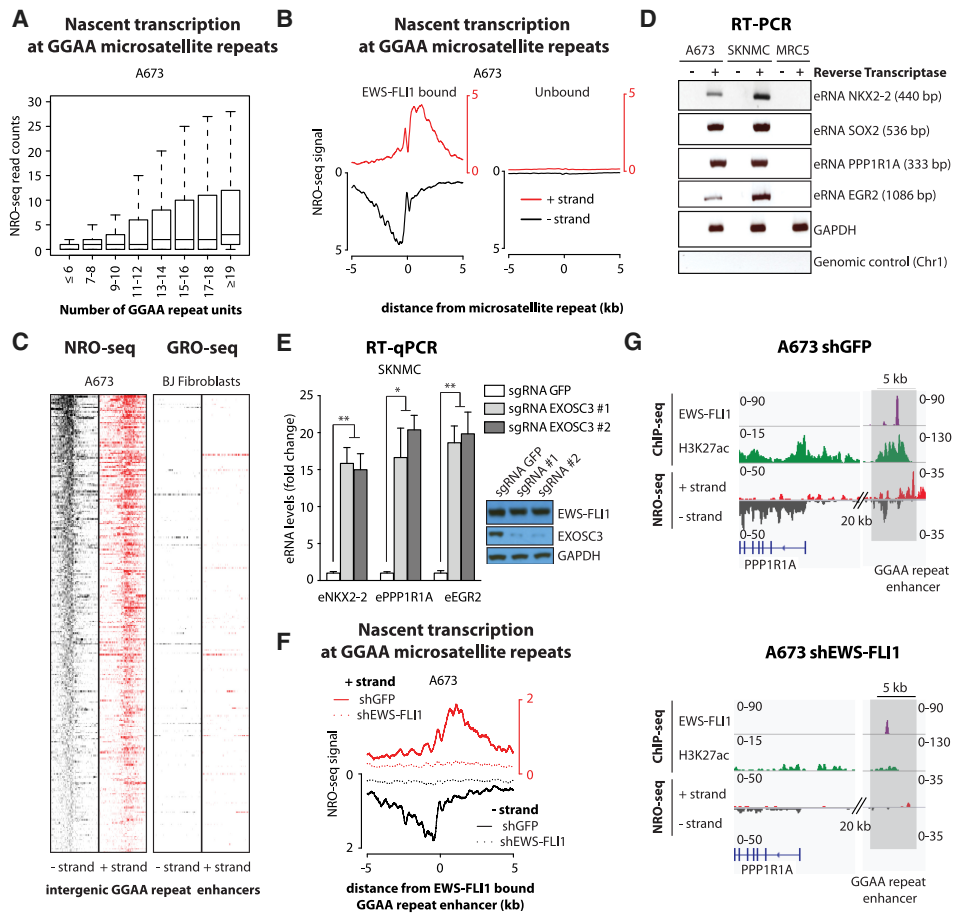 A
Nascent transcription
at GGAA microsatellite repeats
A673
NRO-seq read counts
30
25
20
15
10
5
0
≤ 6
7-8
9-10
11-12
13-14
15-16
17-18
≥19
Number of GGAA repeat units
B
Nascent transcription
at GGAA microsatellite repeats
A673
EWS-FLI1 bound
Unbound
NRO-seq signal
5
0
0
5
5
0
+ strand
- strand
-5
0
5
-5
0
5
distance from microsatellite repeat (kb)
D
RT-PCR
A673
SKNMC
MRC5
- + - + - +
Reverse Transcriptase
eRNA NKX2-2 (440 bp)
eRNA SOX2 (536 bp)
eRNA PPP1R1A (333 bp)
eRNA EGR2 (1086 bp)
GAPDH
Genomic control (Chr1)
C
NRO-seq
GRO-seq
A673
BJ Fibroblasts
- strand
+ strand
- strand
+ strand
intergenic GGAA repeat enhancers
E
RT-qPCR
SKNMC
eRNA levels (fold change)
25
20
15
10
5
0
**
*
**
sgRNA GFP
sgRNA EXOSC3 #1
sgRNA EXOSC3 #2
eNKX2-2
ePPP1R1A
eEGR2
sgRNA GFP
sgRNA #1
sgRNA #2
EWS-FLI1
EXOSC3
GAPDH
F
Nascent transcription
at GGAA microsatellite repeats
A673
+ strand
shGFP
shEWS-FLI1
NRO-seq signal
2
0
0
2
- strand
shGFP
shEWS-FLI1
-5
0
5
distance from EWS-FLI1 bound
GGAA repeat enhancer (kb)
G
A673 shGFP
5 kb
ChIP-seq
EWS-FLI1
H3K27ac
NRO-seq
+ strand
- strand
0-90
0-15
0-50
0-50
0-90
0-130
0-35
0-35
20 kb
PPP1R1A
GGAA repeat
enhancer
A673 shEWS-FLI1
5 kb
ChIP-seq
EWS-FLI1
H3K27ac
NRO-seq
+ strand
- strand
0-90
0-15
0-50
0-50
0-90
0-130
0-35
0-35
20 kb
PPP1R1A
GGAA repeat
enhancer